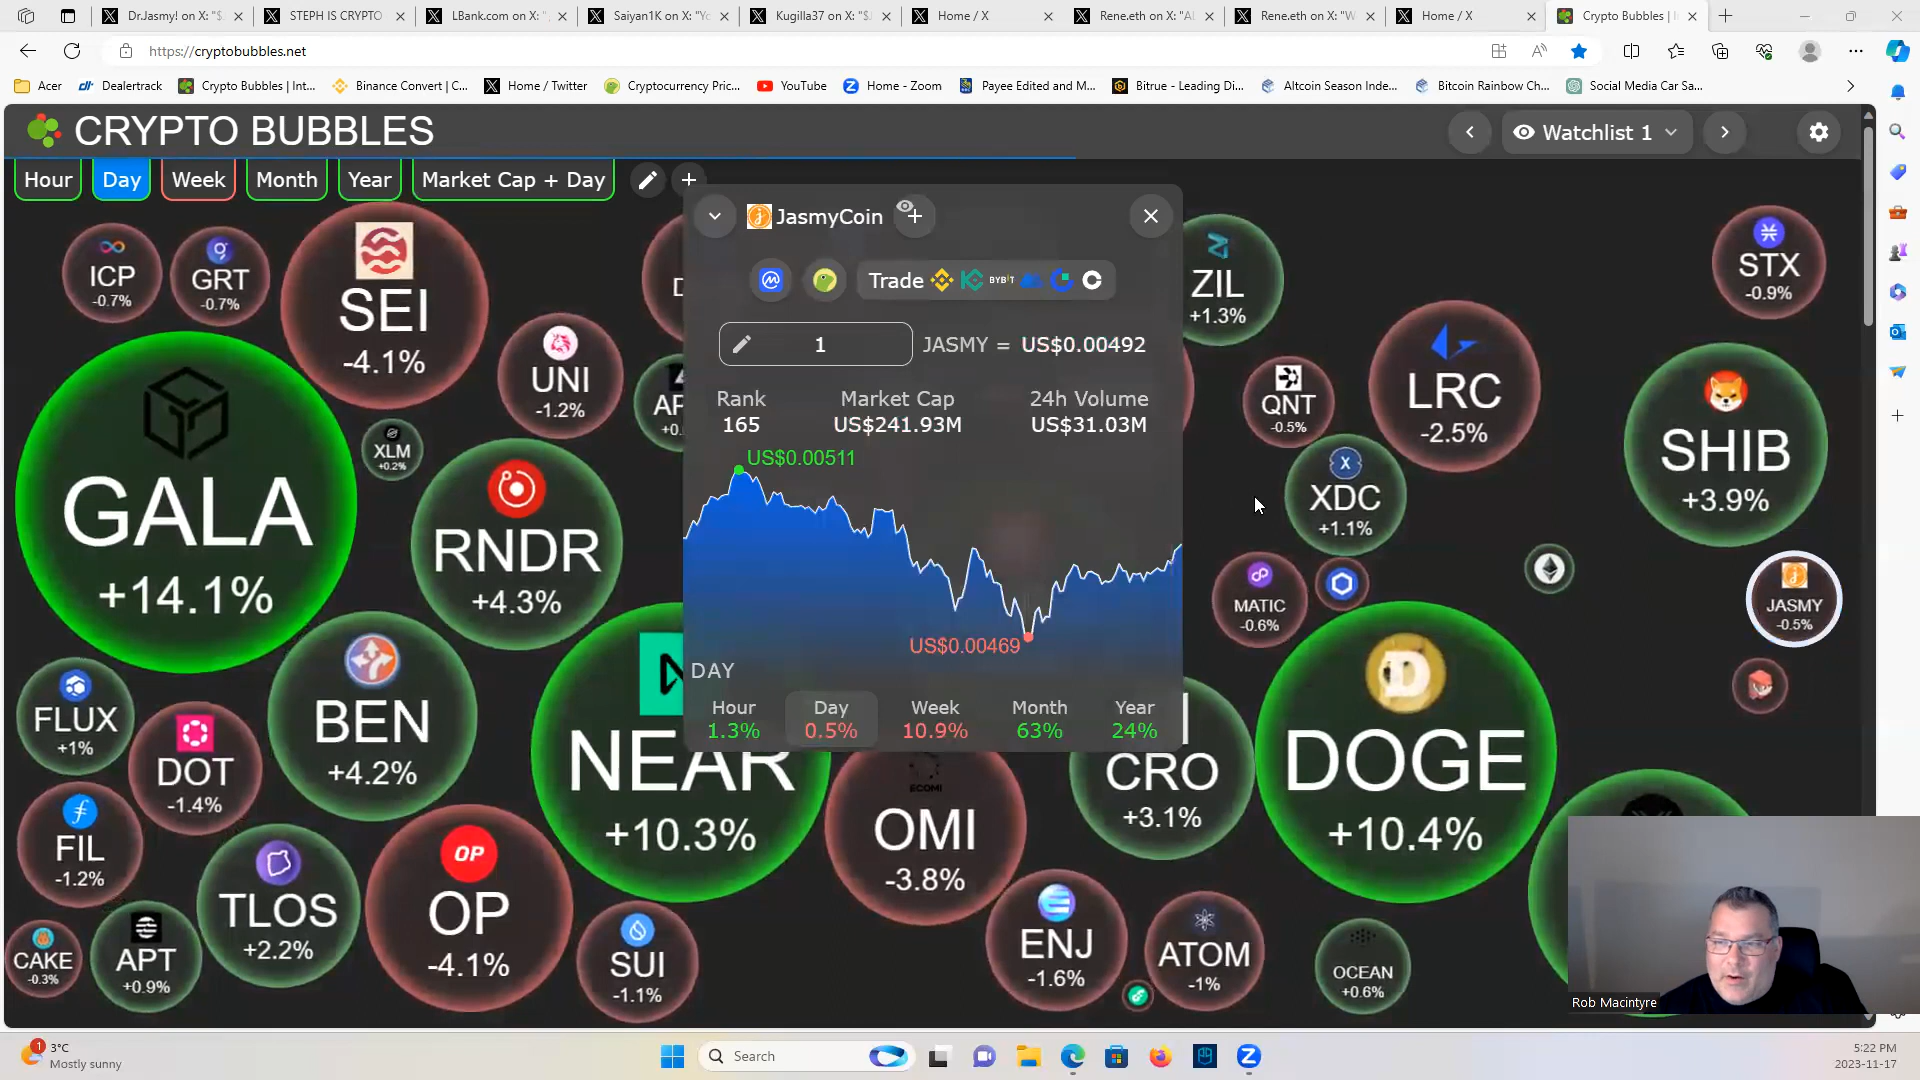 Dr.Jasmy! on X: "$
STEPH IS CRYPTO
LBank.com on X: "
Saiyan1K on X: "Yo
Kugilla37 on X: "$J
Home / X
Rene.eth on X: "AL
Rene.eth on X: "W
Home / X
Crypto Bubbles | In
https://cryptobubbles.net
Acer
Dealertrack
Crypto Bubbles | Int...
Binance Convert | C...
Home / Twitter
Cryptocurrency Pric...
YouTube
Home - Zoom
Payee Edited and M...
Bitrue - Leading Di...
Altcoin Season Inde...
Bitcoin Rainbow Ch...
Social Media Car Sa...
CRYPTO BUBBLES
Watchlist 1
Hour
Day
Week
Month
Year
Market Cap + Day
JasmyCoin
Trade
BYBIT
1
JASMY = US$0.00492
Rank
165
Market Cap
US$241.93M
24h Volume
US$31.03M
US$0.00511
US$0.00469
DAY
Hour
1.3%
Day
0.5%
Week
10.9%
Month
63%
Year
24%
ICP
-0.7%
GRT
-0.7%
SEI
-4.1%
UNI
-1.2%
XLM
+0.2%
GALA
+14.1%
RNDR
+4.3%
AP
+0.
D
ZIL
+1.3%
QNT
-0.5%
LRC
-2.5%
STX
-0.9%
SHIB
+3.9%
XDC
+1.1%
MATIC
-0.6%
JASMY
-0.5%
FLUX
+1%
DOT
-1.4%
BEN
+4.2%
NEAR
+10.3%
ECOMI
OMI
-3.8%
CRO
+3.1%
DOGE
+10.4%
FIL
-1.2%
TLOS
+2.2%
OP
OP
-4.1%
CAKE
-0.3%
APT
+0.9%
SUI
-1.1%
ENJ
-1.6%
ATOM
-1%
OCEAN
+0.6%
Rob Macintyre
1
3°C
Mostly sunny
Search
5:22 PM
2023-11-17